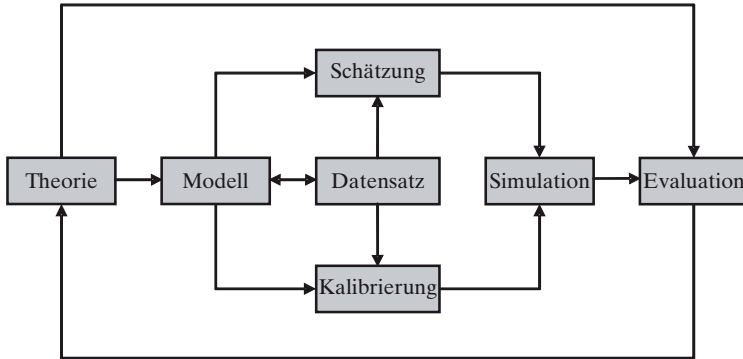 Schätzung
Theorie
Modell
Datensatz
Simulation
Evaluation
Kalibrierung